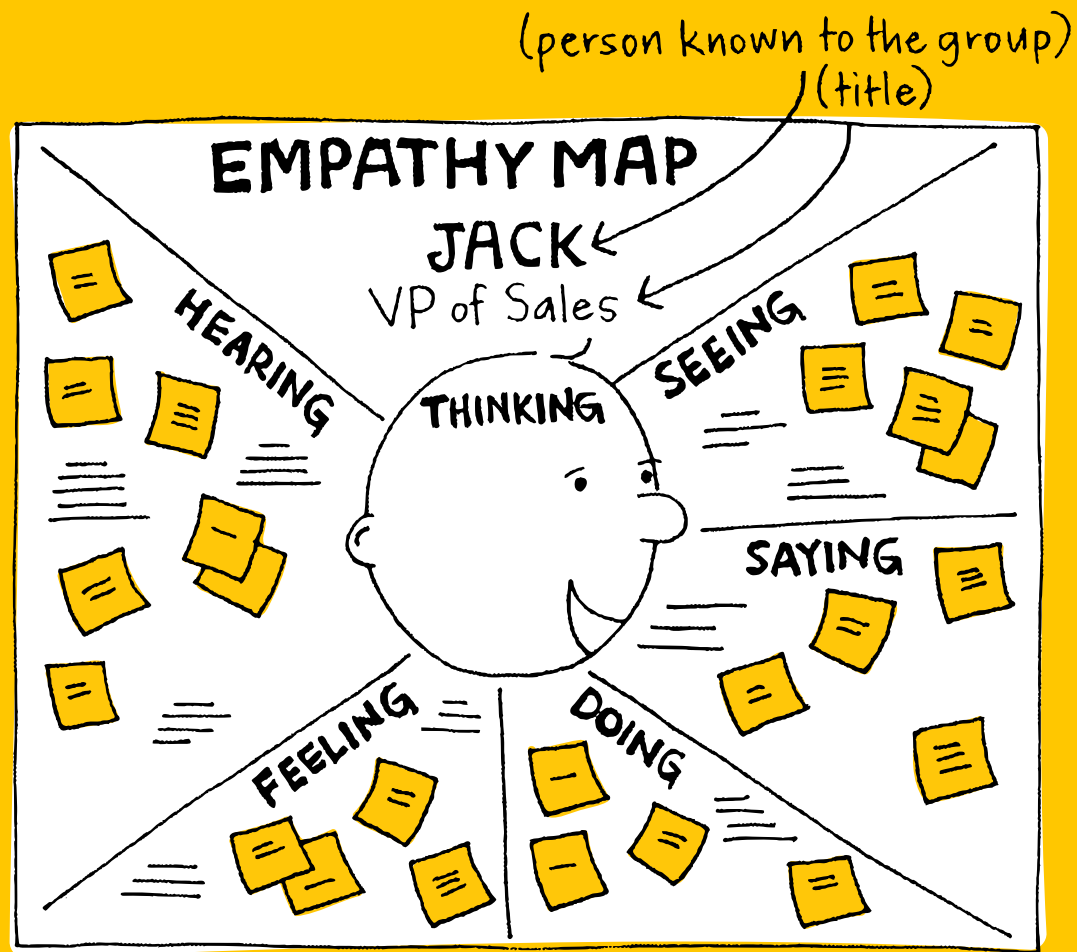 (person known to the group)
(title)
EMPATHY MAP
JACK
VP of Sales
HEARING
THINKING
SEEING
SAYING
FEELING
DOING